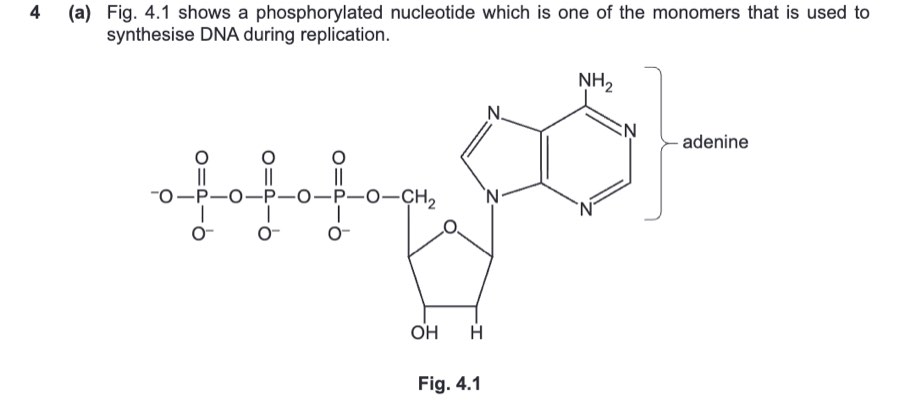 4 (a) Fig. 4.1 shows a phosphorylated nucleotide which is one of the monomers that is used to
synthesise DNA during replication.
NH₂
N
N
adenine
O O O
⁻O–P–O–P–O–P–O–CH₂
N
N
O⁻ O⁻ O⁻
O
OH H
Fig. 4.1